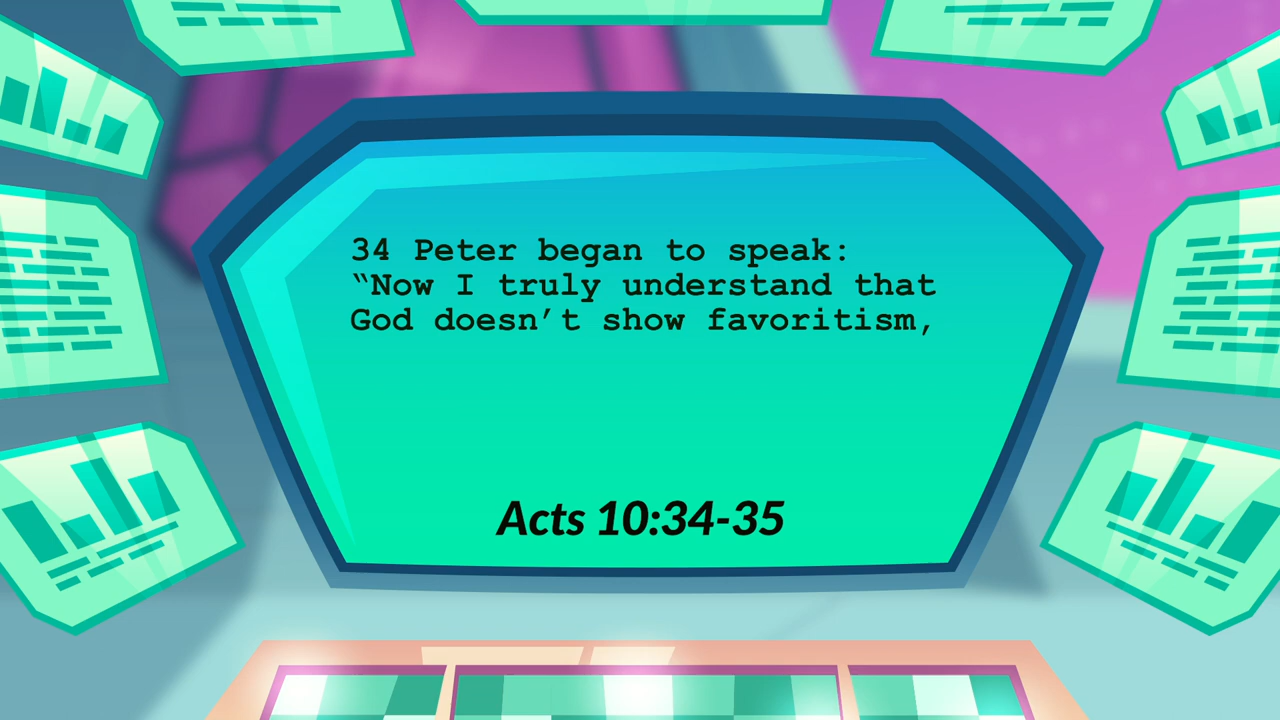 34 Peter began to speak:
“Now I truly understand that
God doesn’t show favoritism,
Acts 10:34-35